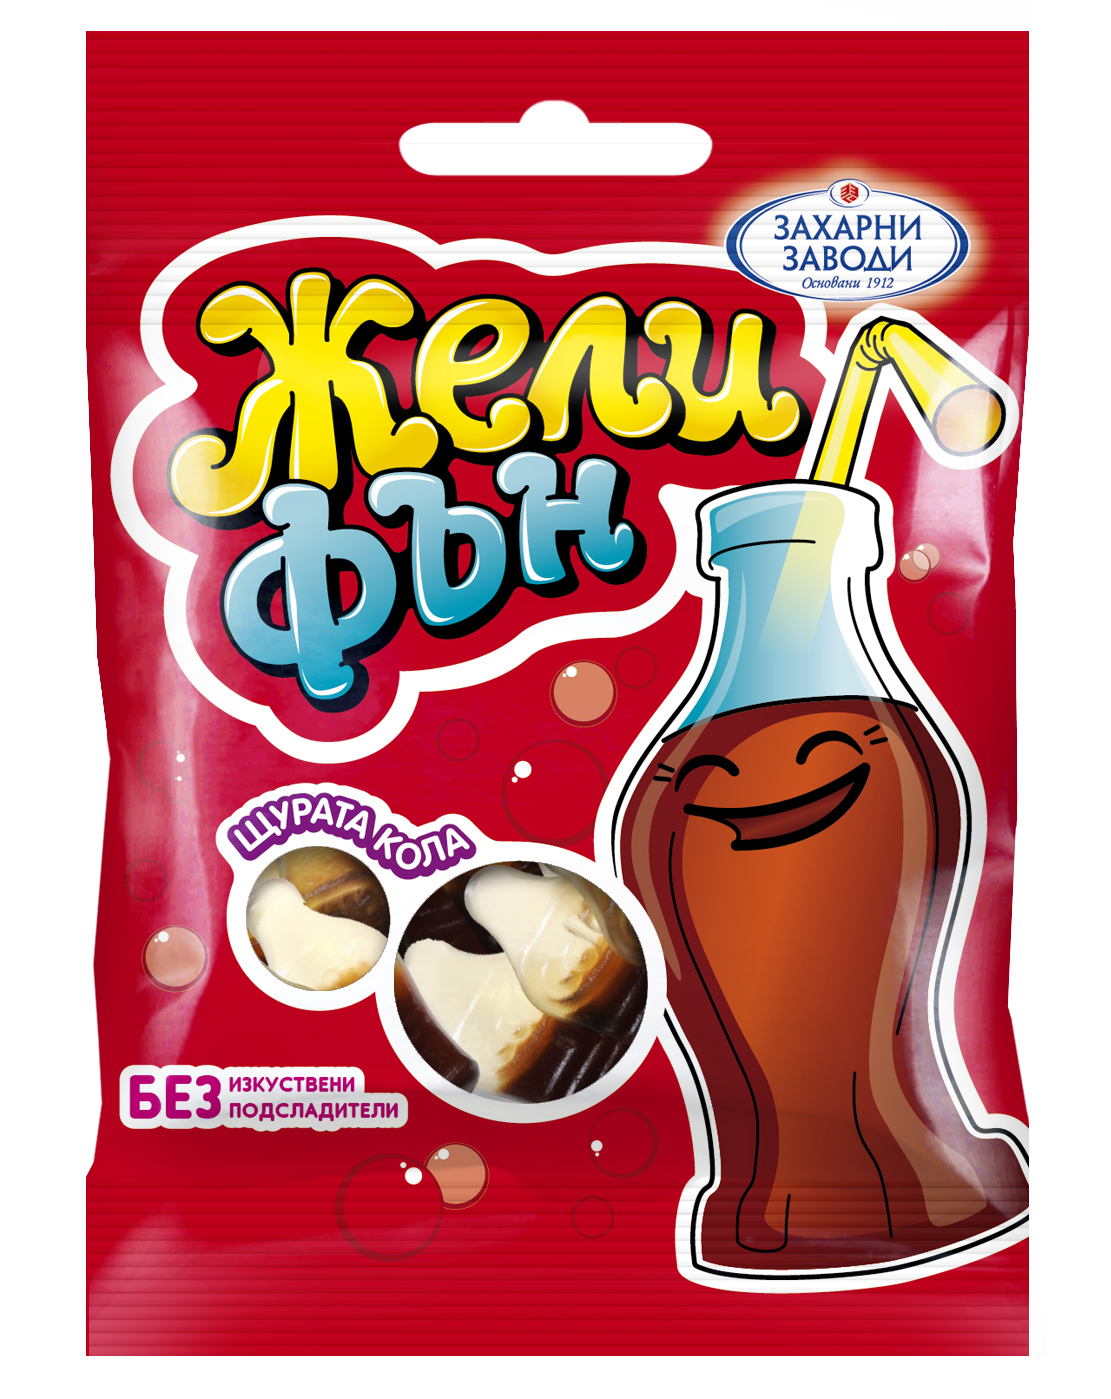 ЗАХАРНИ
ЗАВОДИ
Основани 1912
Жели
Фън
ЩУРАТА КОЛА
БЕЗ ИЗКУСТВЕНИ
ПОДСЛАДИТЕЛИ